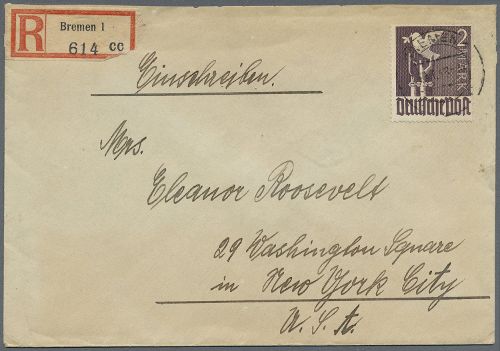 R Bremen 1
614 cc
Einschreiben.
2 MARK
Deutsche Post
Mrs.
Eleanor Roosevelt
29 Washington Square
in New York City
U. S. A.